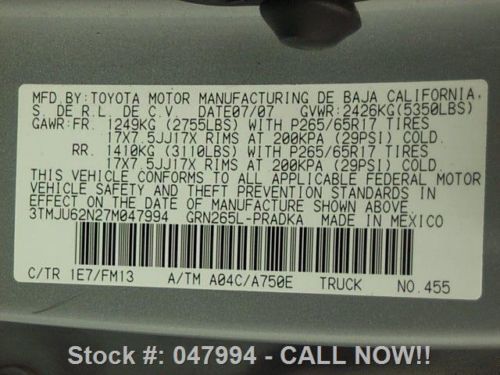 MFD.BY:TOYOTA MOTOR MANUFACTURING DE BAJA CALIFORNIA,
S. DE R.L. DE C.V. DATE07/07 GVWR:2426KG(5350LBS)
GAWR:FR. 1249KG (2755LBS) WITH P265/65R17 TIRES
17X7.5JJ17X RIMS AT 200KPA (29PSI) COLD.
RR. 1410KG (3110LBS) WITH P265/65R17 TIRES
17X7.5JJ17X RIMS AT 200KPA (29PSI) COLD.
THIS VEHICLE CONFORMS TO ALL APPLICABLE FEDERAL MOTOR
VEHICLE SAFETY AND THEFT PREVENTION STANDARDS IN
EFFECT ON THE DATE OF MANUFACTURE SHOWN ABOVE.
3TMJU62N27M047994 GRN265L-PRADKA MADE IN MEXICO
C/TR 1E7/FM13 A/TM A04C/A750E TRUCK NO.455
Stock #: 047994 - CALL NOW!!